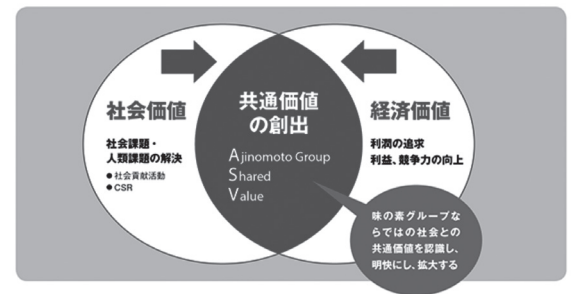 社会価値
社会課題・
人類課題の解決
●社会貢献活動
●CSR
共通価値
の創出
Ajinomoto Group
Shared
Value
経済価値
利潤の追求
利益、競争力の向上
味の素グループな
らではの社会との
共通価値を認識し、
明快にし、拡大する